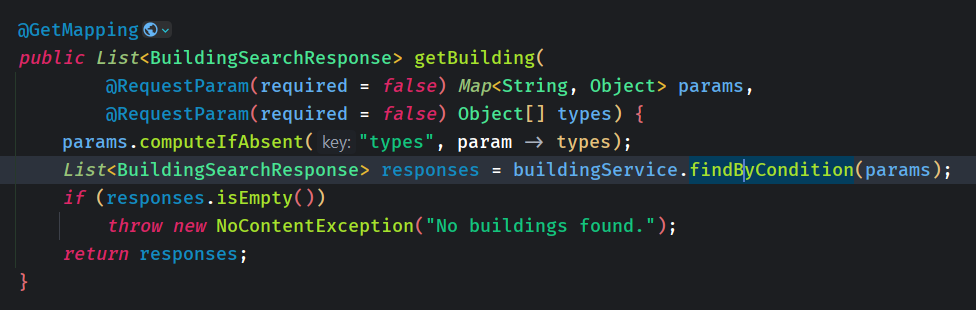 @GetMapping
public List<BuildingSearchResponse> getBuilding(
        @RequestParam(required = false) Map<String, Object> params,
        @RequestParam(required = false) Object[] types) {
    params.computeIfAbsent( key: "types", param -> types);
    List<BuildingSearchResponse> responses = buildingService.findByCondition(params);
    if (responses.isEmpty())
        throw new NoContentException("No buildings found.");
    return responses;
}